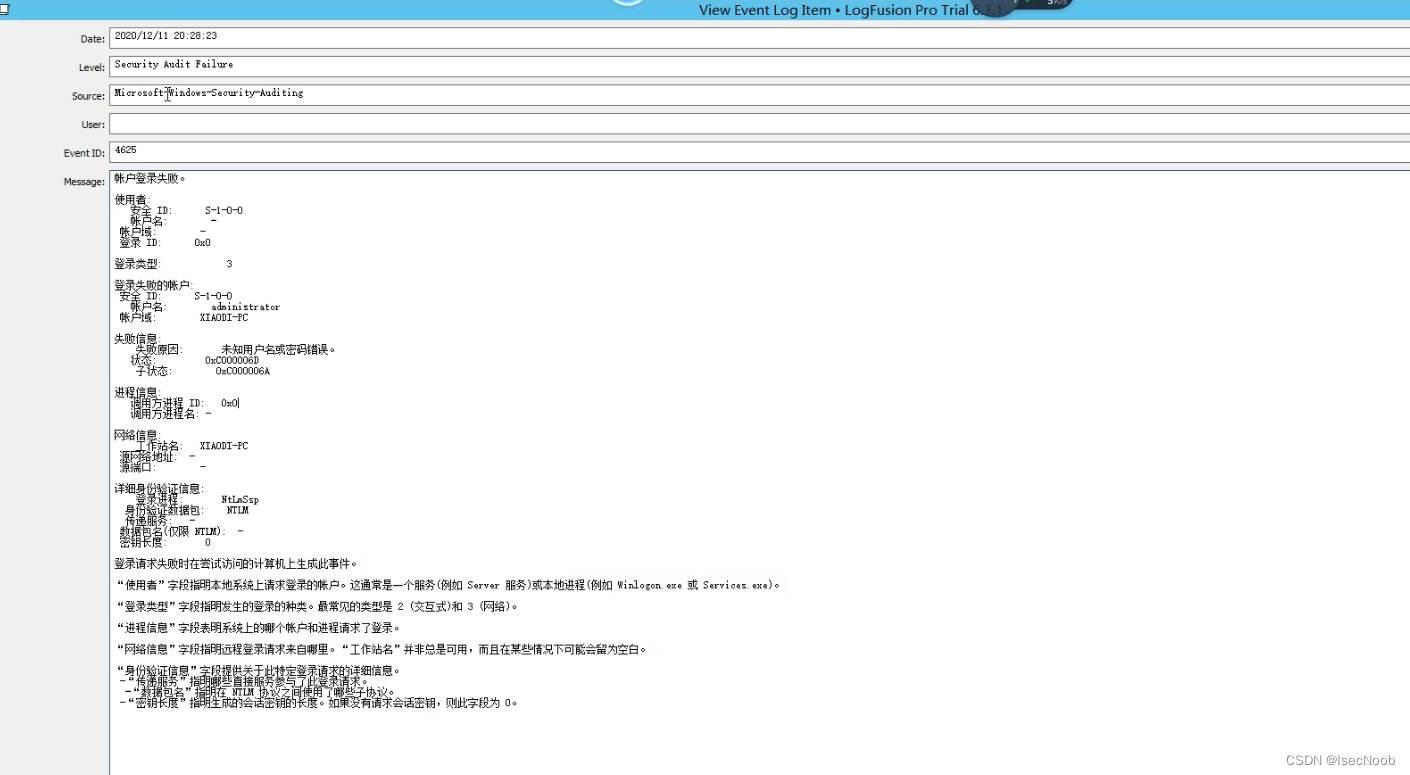 View Event Log Item • LogFusion Pro Trial 6.3.1
Date: 2020/12/11 20:28:23
Level: Security Audit Failure
Source: Microsoft-Windows-Security-Auditing
User:
Event ID: 4625
Message: 帐户登录失败。
使用者:
安全 ID: S-1-0-0
帐户名: -
帐户域: -
登录 ID: 0x0
登录类型: 3
登录失败的帐户:
安全 ID: S-1-0-0
帐户名: administrator
帐户域: XIAODI-PC
失败信息:
失败原因: 未知用户名或密码错误。
状态: 0xC000006D
子状态: 0xC000006A
进程信息:
调用方进程 ID: 0x0
调用方进程名: -
网络信息:
工作站名: XIAODI-PC
源网络地址: -
源端口: -
详细身份验证信息:
登录进程: NtLmSsp
身份验证数据包: NTLM
传递服务: -
数据包名(仅限 NTLM): -
密钥长度: 0
登录请求失败时在尝试访问的计算机上生成此事件。
“使用者”字段指明本地系统上请求登录的帐户。这通常是一个服务(例如 Server 服务)或本地进程(例如 Winlogon.exe 或 Services.exe)。
“登录类型”字段指明发生的登录的种类。最常见的类型是 2 (交互式)和 3 (网络)。
“进程信息”字段表明系统上的哪个帐户和进程请求了登录。
“网络信息”字段指明远程登录请求来自哪里。“工作站名”并非总是可用，而且在某些情况下可能会留为空白。
“身份验证信息”字段提供关于此特定登录请求的详细信息。
-“传递服务”指明哪些直接服务参与了此登录请求。
-“数据包名”指明在 NTLM 协议之间使用了哪些子协议。
-“密钥长度”指明生成的会话密钥的长度。如果没有请求会话密钥，则此字段为 0。
CSDN @IsecNoob